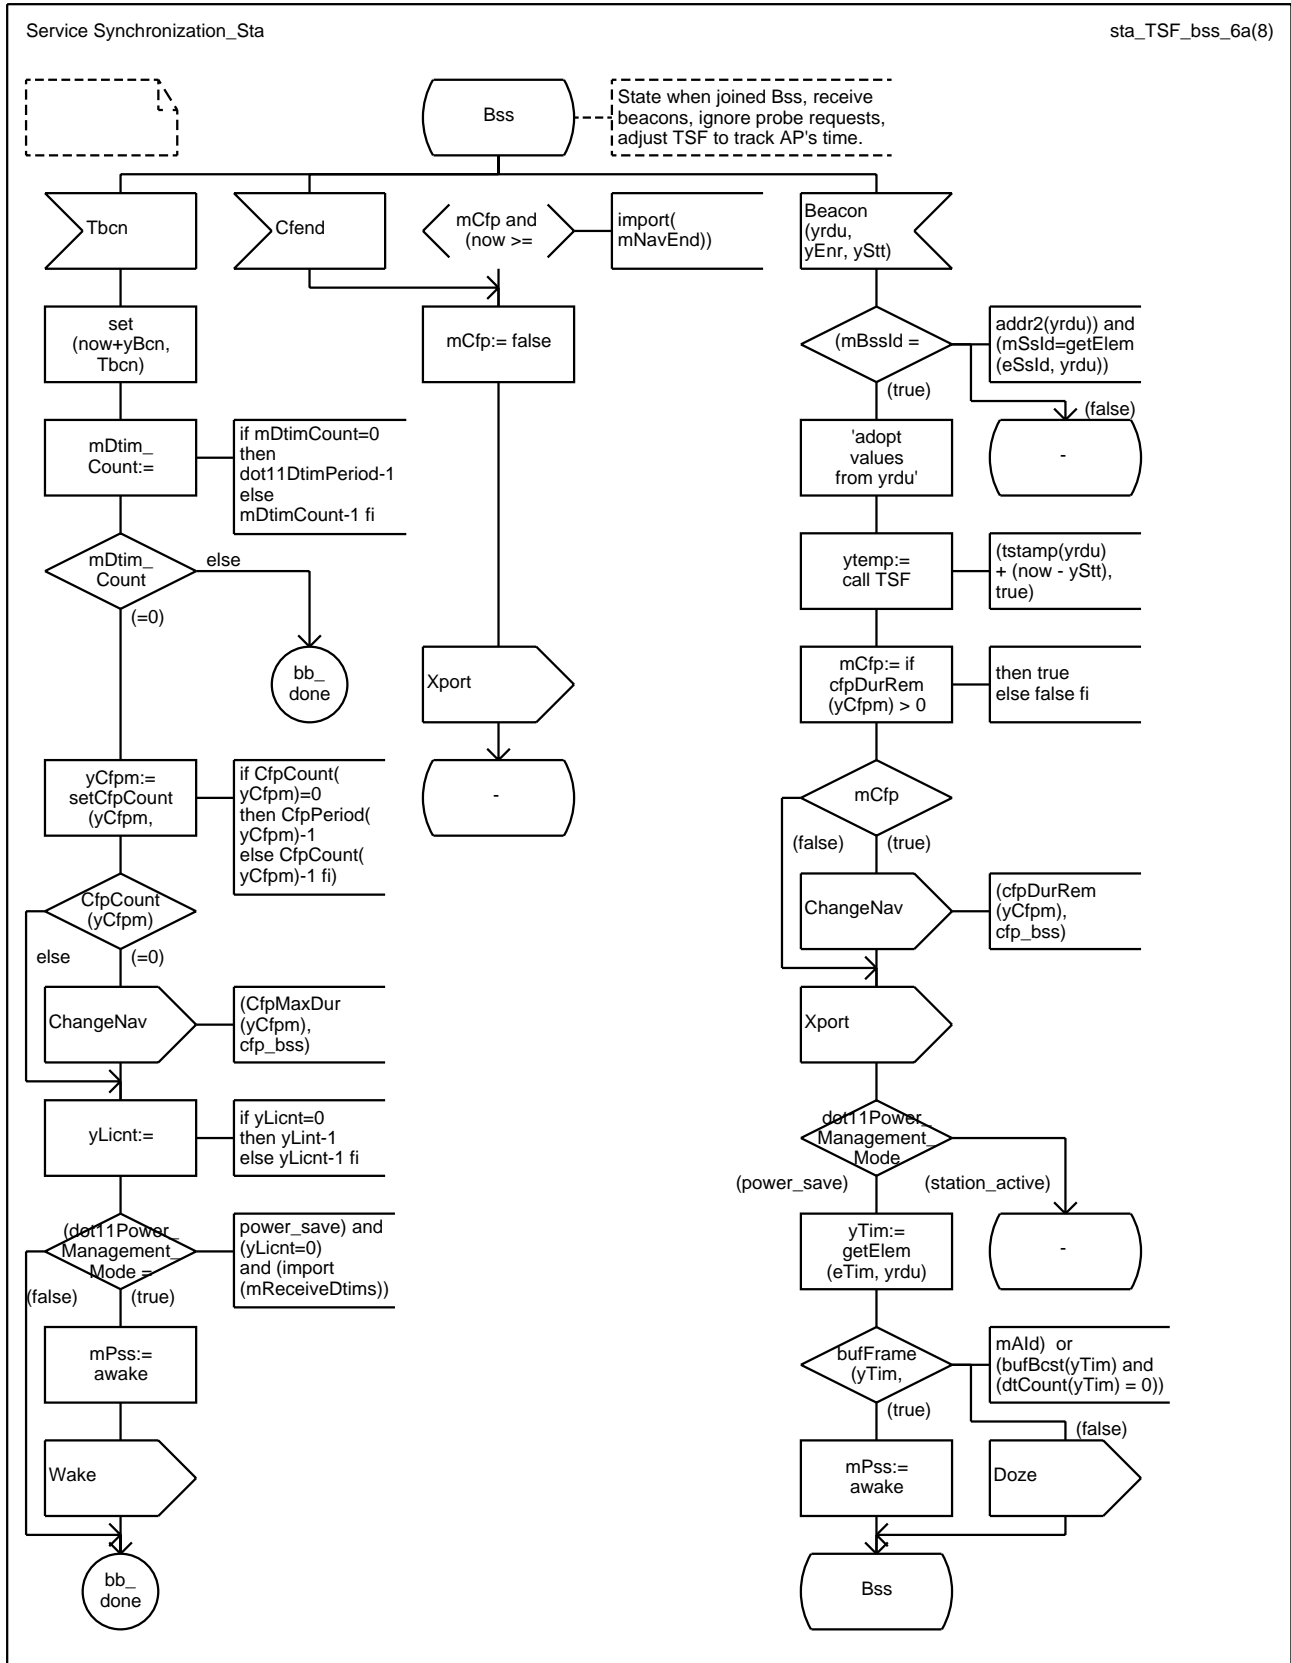 Service Synchronization_Sta
sta_TSF_bss_6a(8)
Bss
State when joined Bss, receive
beacons, ignore probe requests,
adjust TSF to track AP's time.
Tbcn
Cfend
mCfp and
(now >=
import(
mNavEnd))
Beacon
(yrdu,
yEnr, yStt)
set
(now+yBcn,
Tbcn)
mCfp:= false
(mBssId =
addr2(yrdu)) and
(mSsId=getElem
(eSsId, yrdu))
(true)
(false)
mDtim_
Count:=
if mDtimCount=0
then
dot11DtimPeriod-1
else
mDtimCount-1 fi
'adopt
values
from yrdu'
-
mDtim_
Count
else
(=0)
ytemp:=
call TSF
(tstamp(yrdu)
+ (now - yStt),
true)
bb_
done
Xport
mCfp:= if
cfpDurRem
(yCfpm) > 0
then true
else false fi
yCfpm:=
setCfpCount
(yCfpm,
if CfpCount(
yCfpm)=0
then CfpPeriod(
yCfpm)-1
else CfpCount(
yCfpm)-1 fi)
-
mCfp
(false)
(true)
CfpCount
(yCfpm)
else
(=0)
ChangeNav
(cfpDurRem
(yCfpm),
cfp_bss)
ChangeNav
(CfpMaxDur
(yCfpm),
cfp_bss)
Xport
yLicnt:=
if yLicnt=0
then yLint-1
else yLicnt-1 fi
dot11Power_
Management_
Mode
(power_save)
(station_active)
(dot11Power_
Management_
Mode =
power_save) and
(yLicnt=0)
and (import
(mReceiveDtims))
(false)
(true)
yTim:=
getElem
(eTim, yrdu)
-
mPss:=
awake
bufFrame
(yTim,
mAId)  or
(bufBcst(yTim) and
(dtCount(yTim) = 0))
(true)
(false)
Wake
mPss:=
awake
Doze
bb_
done
Bss